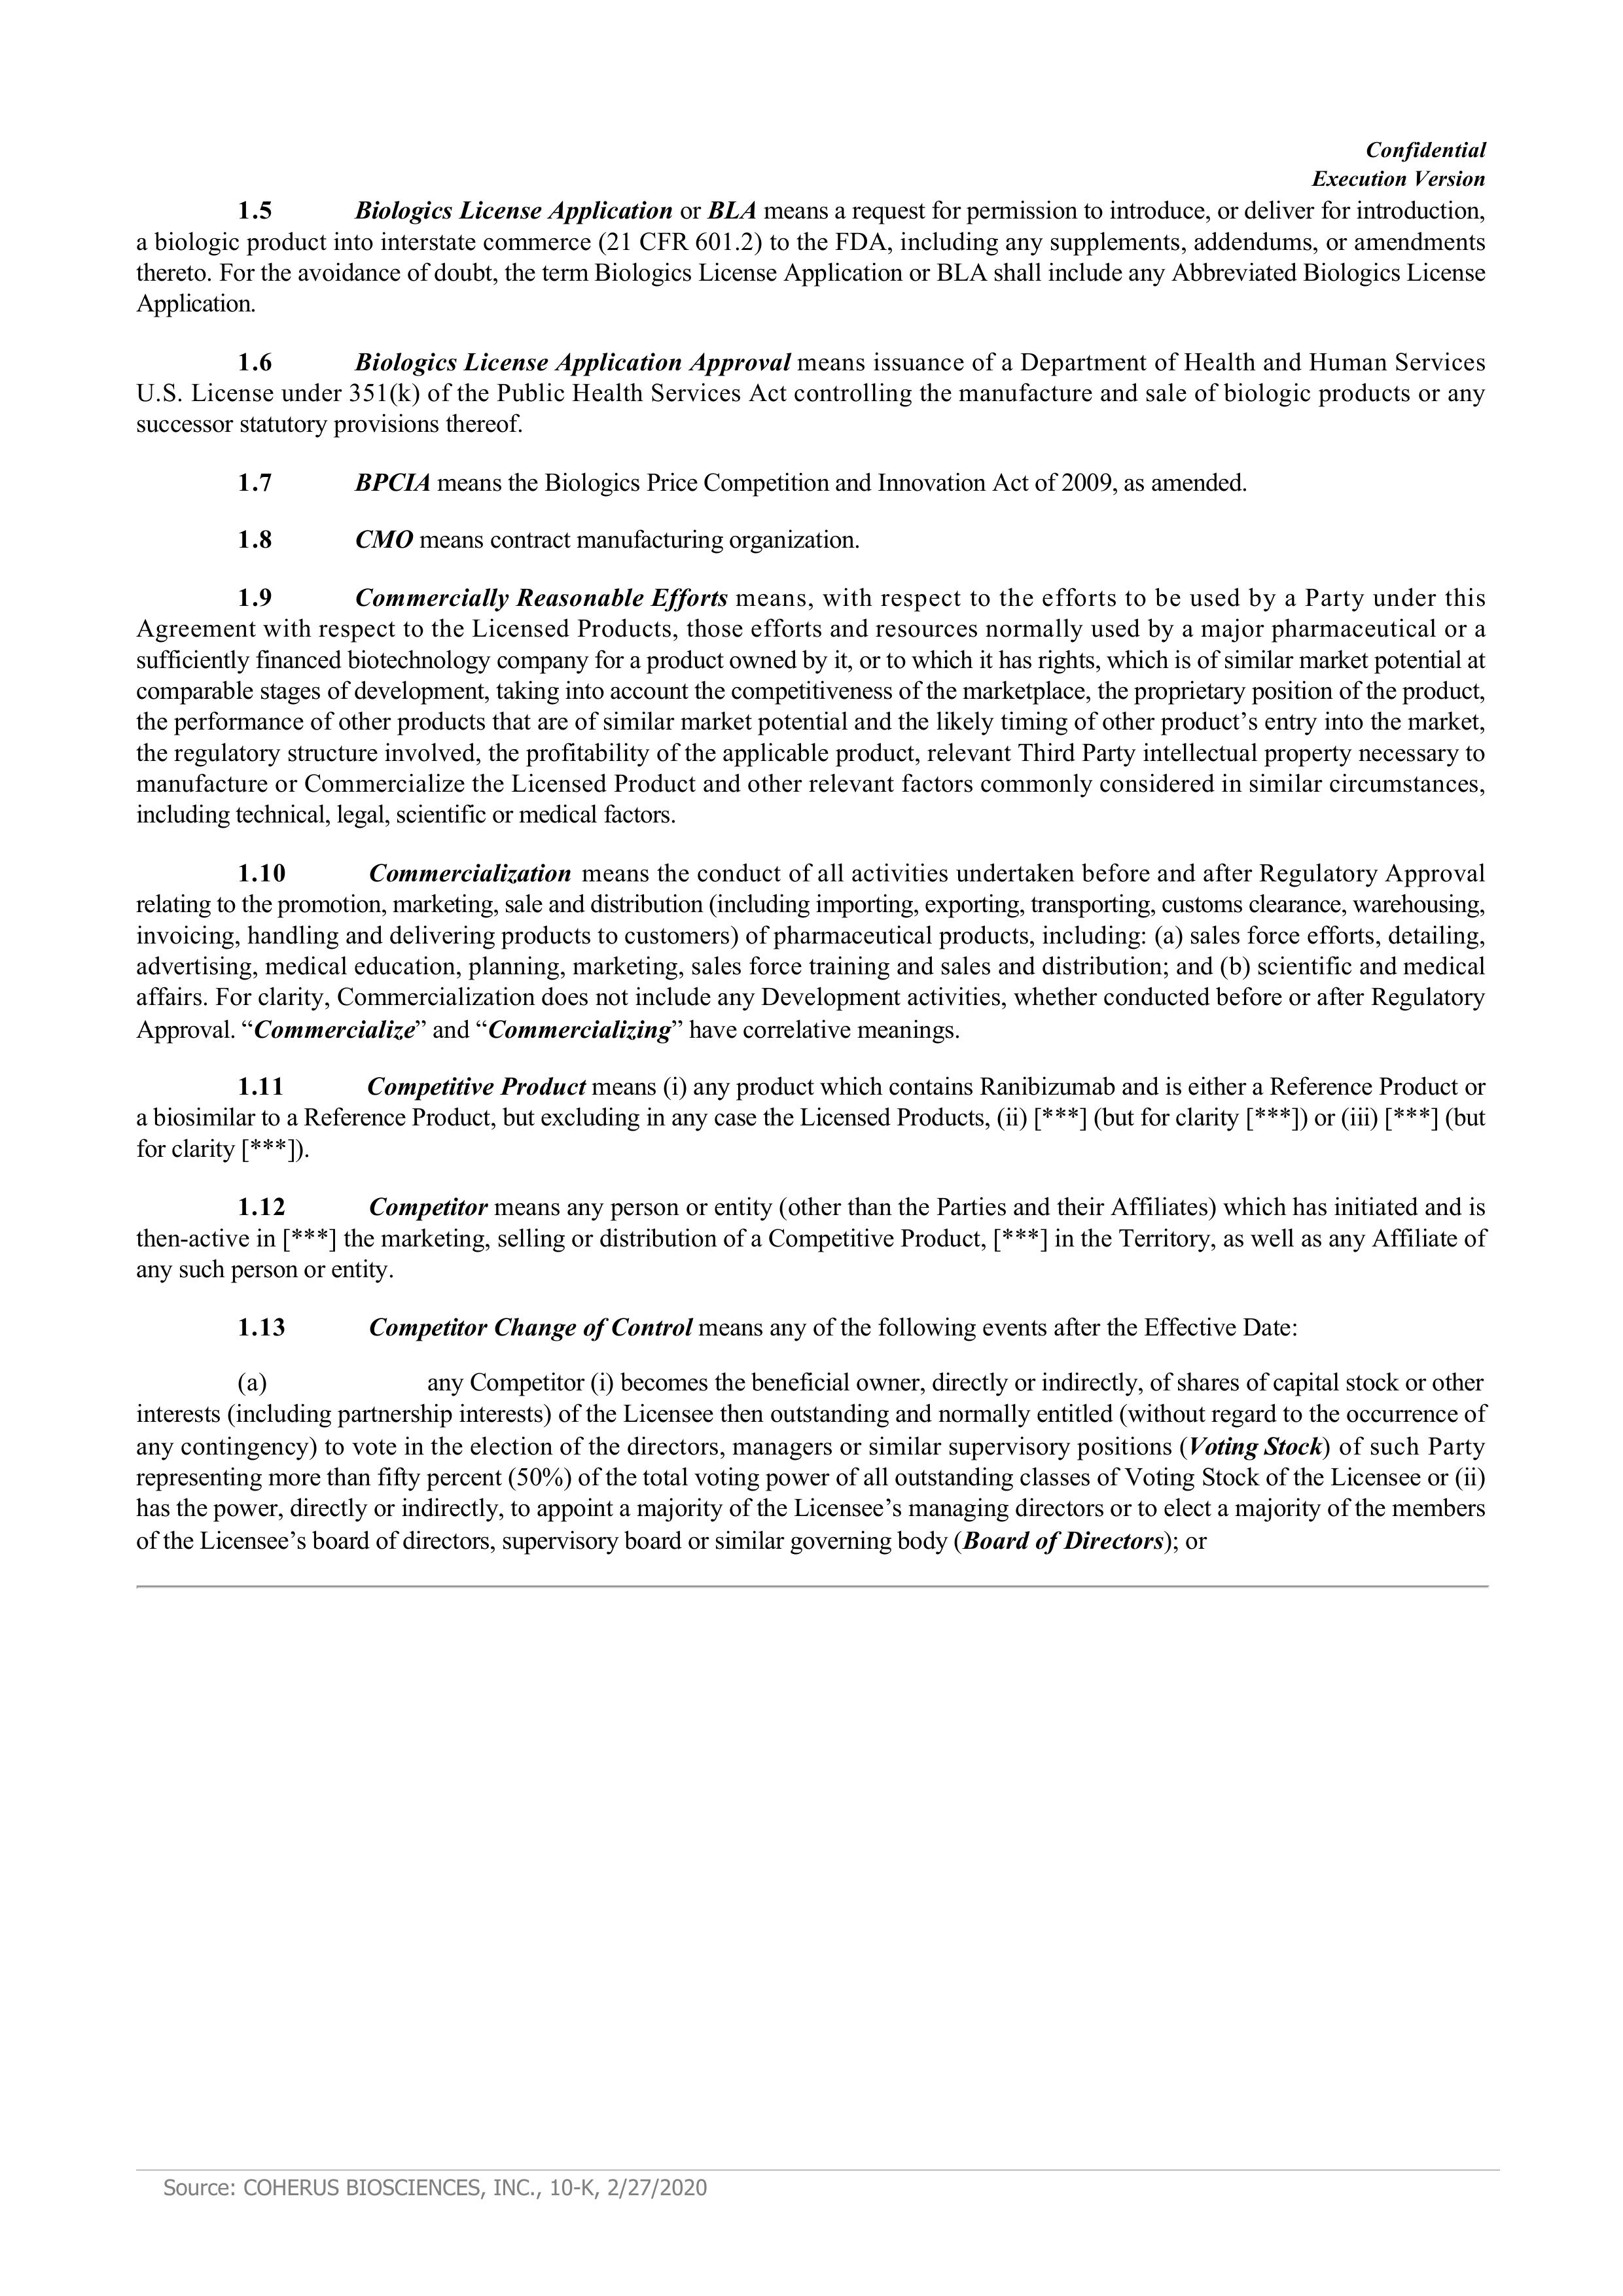 Confidential
Execution Version
1.5 Biologics License Application or BLA means a request for permission to introduce, or deliver for introduction,
a biologic product into interstate commerce (21 CFR 601.2) to the FDA, including any supplements, addendums, or amendments
thereto. For the avoidance of doubt, the term Biologics License Application or BLA shall include any Abbreviated Biologics License
Application.
1.6 Biologics License Application Approval means issuance of a Department of Health and Human Services
U.S. License under 351(k) of the Public Health Services Act controlling the manufacture and sale of biologic products or any
successor statutory provisions thereof.
1.7 BPCIA means the Biologics Price Competition and Innovation Act of 2009, as amended.
1.8 CMO means contract manufacturing organization.
1.9 Commercially Reasonable Efforts means, with respect to the efforts to be used by a Party under this
Agreement with respect to the Licensed Products, those efforts and resources normally used by a major pharmaceutical or a
sufficiently financed biotechnology company for a product owned by it, or to which it has rights, which is of similar market potential at
comparable stages of development, taking into account the competitiveness of the marketplace, the proprietary position of the product,
the performance of other products that are of similar market potential and the likely timing of other product’s entry into the market,
the regulatory structure involved, the profitability of the applicable product, relevant Third Party intellectual property necessary to
manufacture or Commercialize the Licensed Product and other relevant factors commonly considered in similar circumstances,
including technical, legal, scientific or medical factors.
1.10 Commercialization means the conduct of all activities undertaken before and after Regulatory Approval
relating to the promotion, marketing, sale and distribution (including importing, exporting, transporting, customs clearance, warehousing,
invoicing, handling and delivering products to customers) of pharmaceutical products, including: (a) sales force efforts, detailing,
advertising, medical education, planning, marketing, sales force training and sales and distribution; and (b) scientific and medical
affairs. For clarity, Commercialization does not include any Development activities, whether conducted before or after Regulatory
Approval. “Commercialize” and “Commercializing” have correlative meanings.
1.11 Competitive Product means (i) any product which contains Ranibizumab and is either a Reference Product or
a biosimilar to a Reference Product, but excluding in any case the Licensed Products, (ii) [***] (but for clarity [***]) or (iii) [***] (but
for clarity [***]).
1.12 Competitor means any person or entity (other than the Parties and their Affiliates) which has initiated and is
then-active in [***] the marketing, selling or distribution of a Competitive Product, [***] in the Territory, as well as any Affiliate of
any such person or entity.
1.13 Competitor Change of Control means any of the following events after the Effective Date:
(a) any Competitor (i) becomes the beneficial owner, directly or indirectly, of shares of capital stock or other
interests (including partnership interests) of the Licensee then outstanding and normally entitled (without regard to the occurrence of
any contingency) to vote in the election of the directors, managers or similar supervisory positions (Voting Stock) of such Party
representing more than fifty percent (50%) of the total voting power of all outstanding classes of Voting Stock of the Licensee or (ii)
has the power, directly or indirectly, to appoint a majority of the Licensee’s managing directors or to elect a majority of the members
of the Licensee’s board of directors, supervisory board or similar governing body (Board of Directors); or
Source: COHERUS BIOSCIENCES, INC., 10-K, 2/27/2020